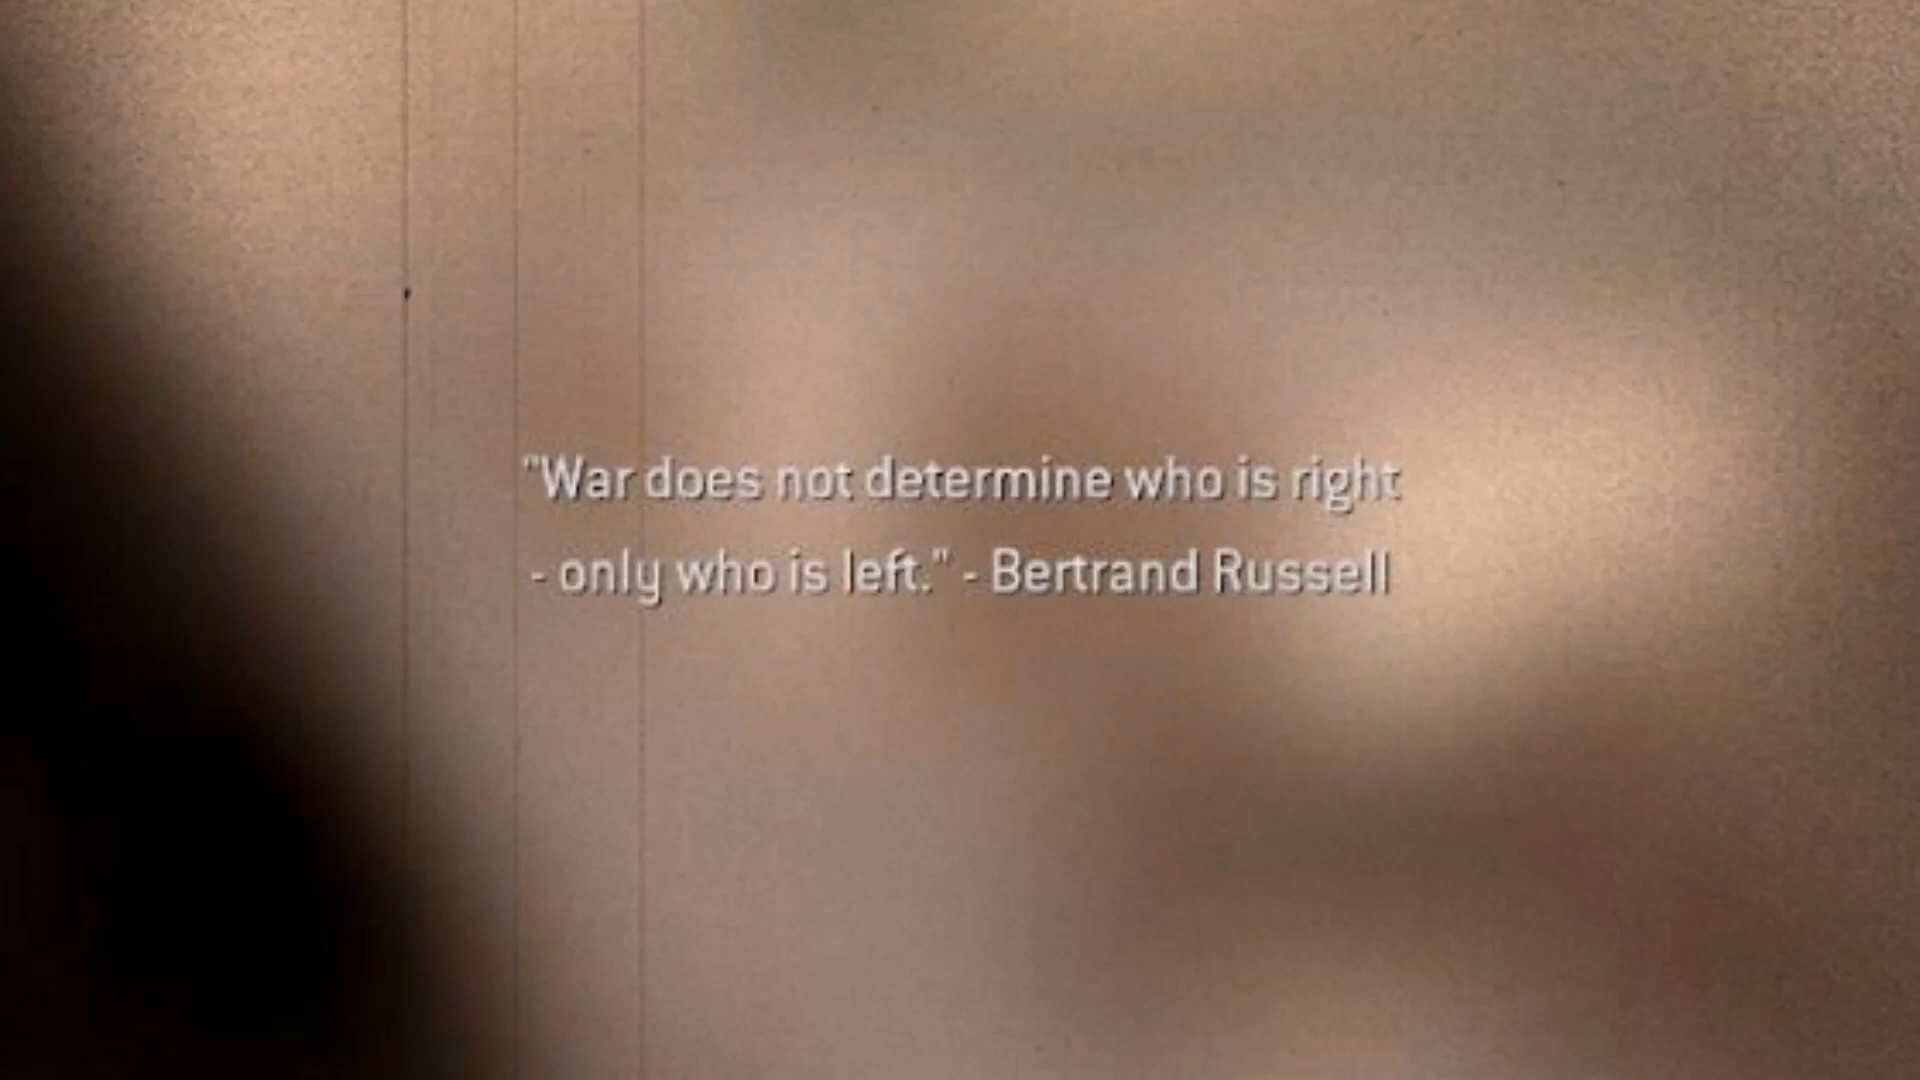 "War does not determine who is right
- only who is left." - Bertrand Russell